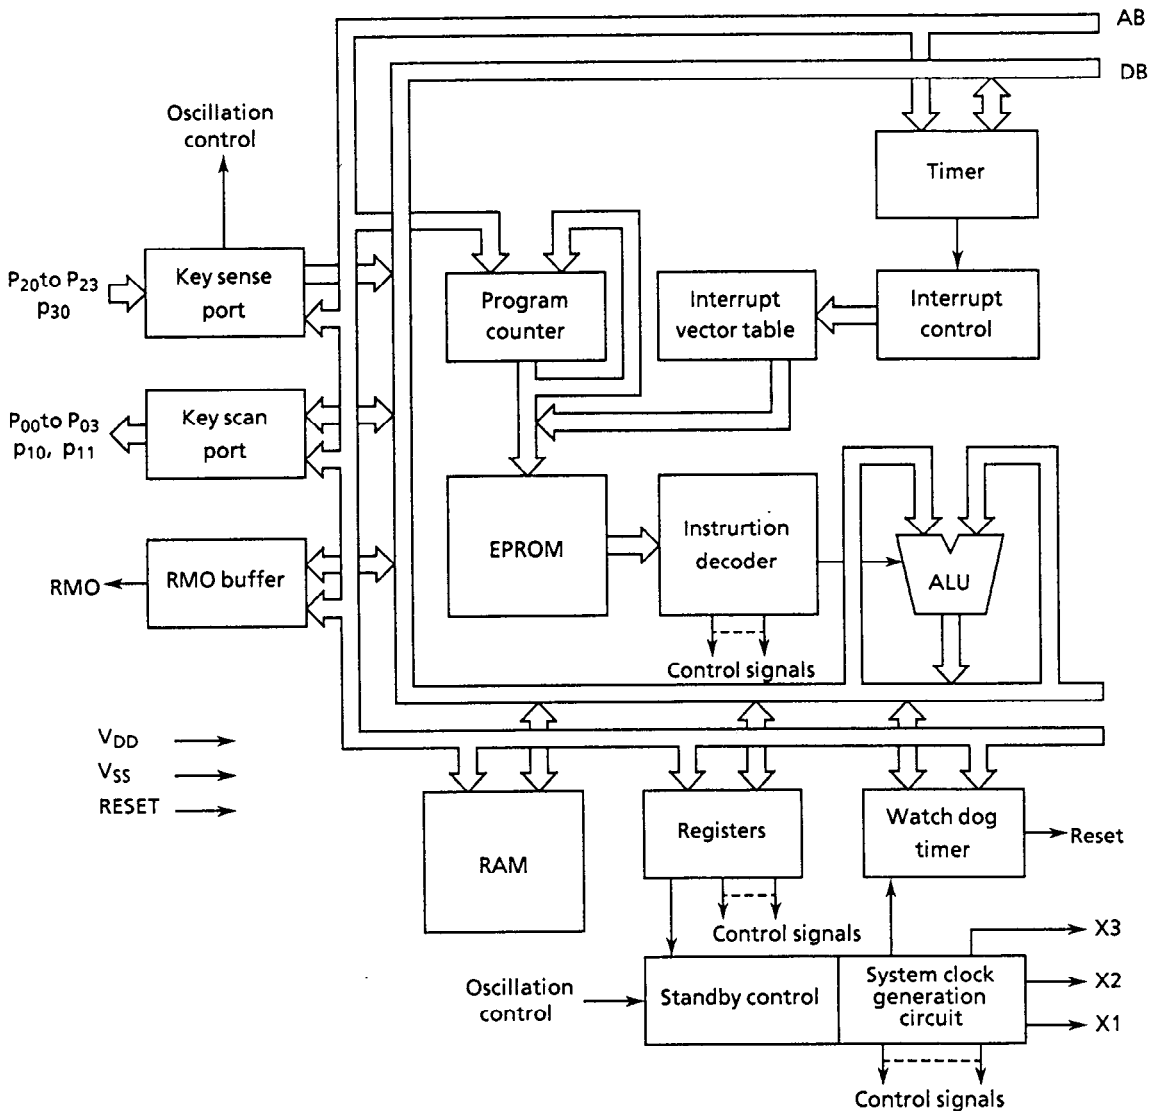 AB
DB
Oscillation
control
Timer
P20to P23
p30
Key sense
port
Program
counter
Interrupt
vector table
Interrupt
control
P00to P03
p10, p11
Key scan
port
EPROM
Instrurtion
decoder
ALU
RMO
RMO buffer
Control signals
VDD
VSS
RESET
RAM
Registers
Watch dog
timer
Reset
Control signals
Oscillation
control
Standby control
System clock
generation
circuit
X3
X2
X1
Control signals